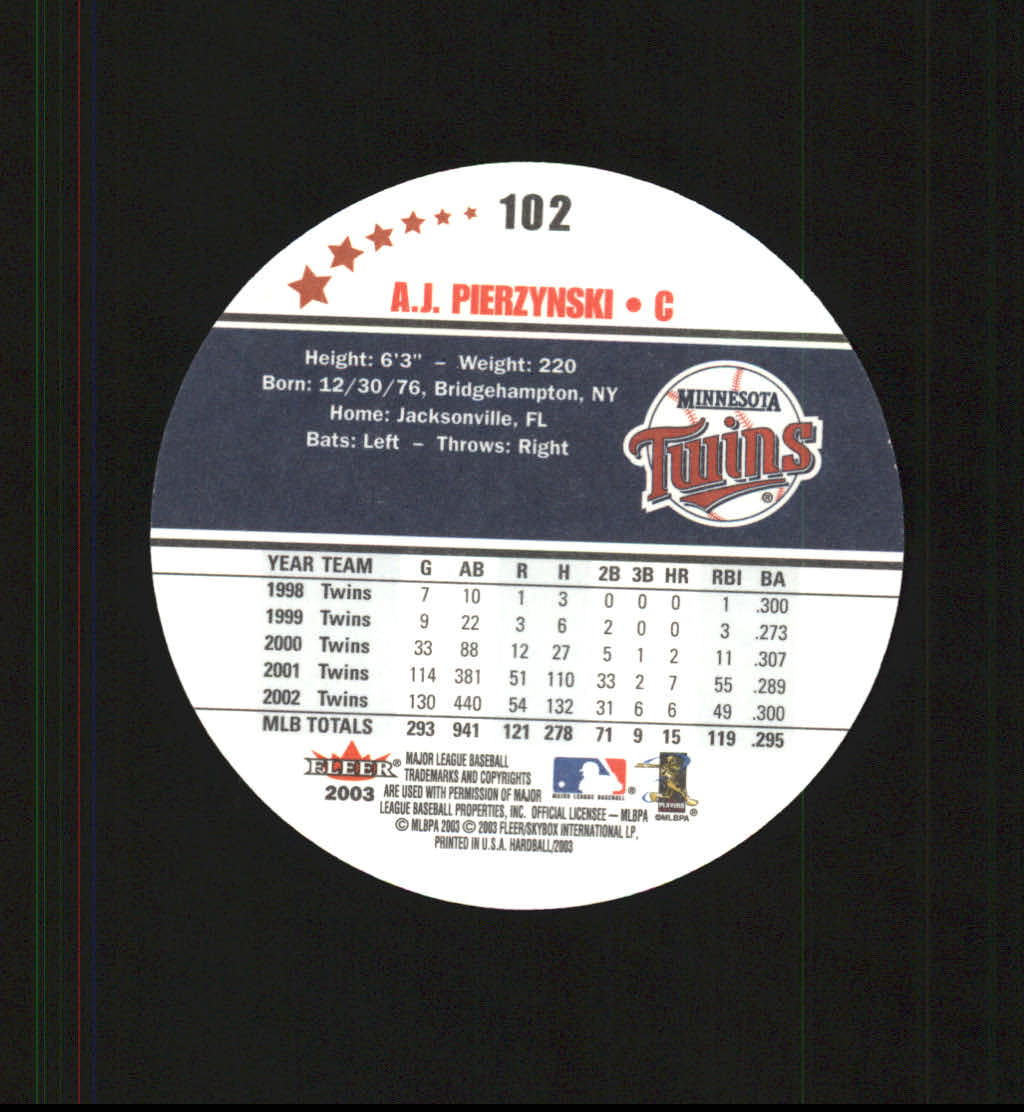 102
A.J. PIERZYNSKI • C
Height: 6'3" – Weight: 220
Born: 12/30/76, Bridgehampton, NY
Home: Jacksonville, FL
Bats: Left – Throws: Right
MINNESOTA
Twins
®
YEAR TEAM G AB R H 2B 3B HR RBI BA
1998 Twins 7 10 1 3 0 0 0 1 .300
1999 Twins 9 22 3 6 2 0 0 3 .273
2000 Twins 33 88 12 27 5 1 2 11 .307
2001 Twins 114 381 51 110 33 2 7 55 .289
2002 Twins 130 440 54 132 31 6 6 49 .300
MLB TOTALS 293 941 121 278 71 9 15 119 .295
FLEER®
2003
MAJOR LEAGUE BASEBALL
TRADEMARKS AND COPYRIGHTS
ARE USED WITH PERMISSION OF MAJOR
LEAGUE BASEBALL PROPERTIES, INC. OFFICIAL LICENSEE — MLBPA
© MLBPA 2003 © 2003 FLEER/SKYBOX INTERNATIONAL LP.
PRINTED IN U.S.A. HARDBALL/2003
MAJOR LEAGUE BASEBALL ®
PLAYERS
©MLBPA ®